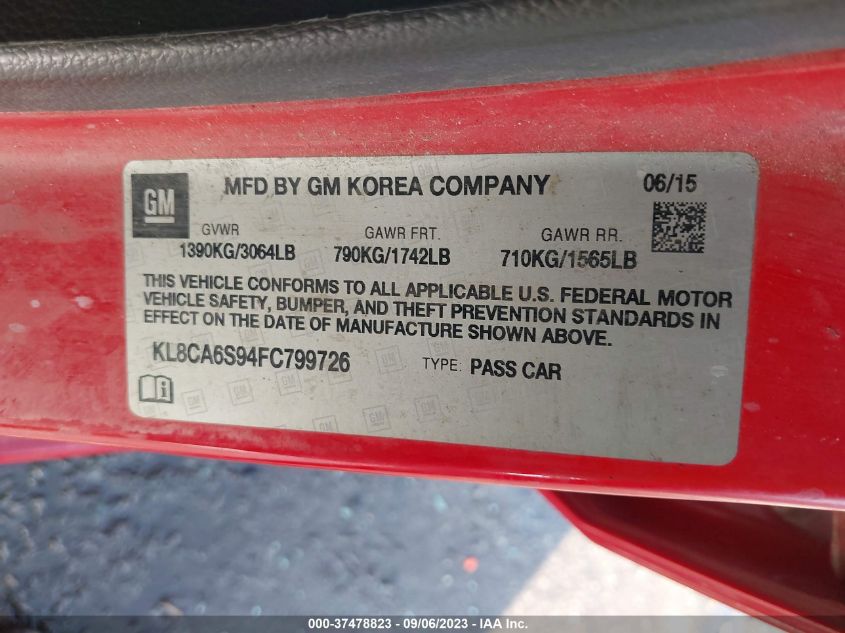 GM MFD BY GM KOREA COMPANY 06/15
GVWR GAWR FRT. GAWR RR.
1390KG/3064LB 790KG/1742LB 710KG/1565LB
THIS VEHICLE CONFORMS TO ALL APPLICABLE U.S. FEDERAL MOTOR
VEHICLE SAFETY, BUMPER, AND THEFT PREVENTION STANDARDS IN
EFFECT ON THE DATE OF MANUFACTURE SHOWN ABOVE.
KL8CA6S94FC799726 TYPE: PASS CAR
000-37478823 - 09/06/2023 - IAA Inc.